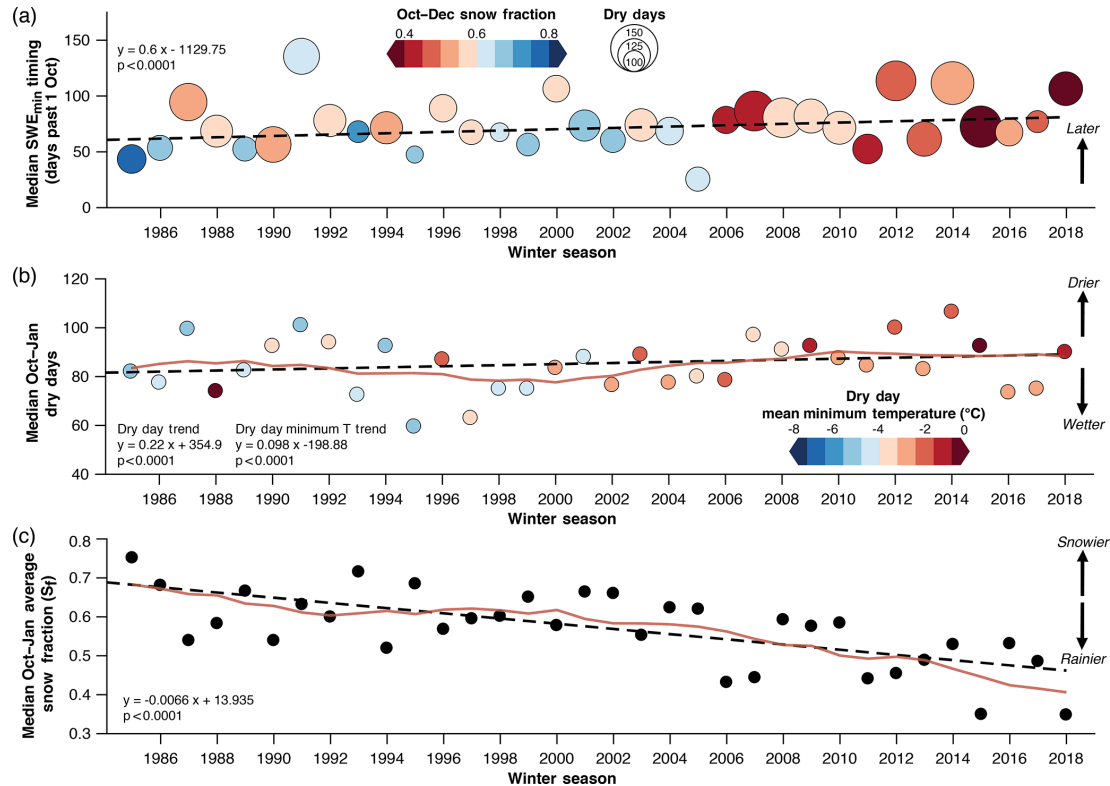 (a)
Oct–Dec snow fraction
0.4 0.6 0.8
Dry days
150
125
100
y = 0.6 x - 1129.75
p<0.0001
Median SWEmin timing
(days past 1 Oct)
150
100
50
0
Later
1986 1988 1990 1992 1994 1996 1998 2000 2002 2004 2006 2008 2010 2012 2014 2016 2018
Winter season
(b)
Median Oct–Jan
dry days
120
100
80
60
40
Drier
Wetter
Dry day trend
y = 0.22 x + 354.9
p<0.0001
Dry day minimum T trend
y = 0.098 x -198.88
p<0.0001
Dry day
mean minimum temperature (°C)
-8 -6 -4 -2 0
1986 1988 1990 1992 1994 1996 1998 2000 2002 2004 2006 2008 2010 2012 2014 2016 2018
Winter season
(c)
Median Oct–Jan average
snow fraction (Sf)
0.8
0.7
0.6
0.5
0.4
0.3
Snowier
Rainier
y = -0.0066 x + 13.935
p<0.0001
1986 1988 1990 1992 1994 1996 1998 2000 2002 2004 2006 2008 2010 2012 2014 2016 2018
Winter season